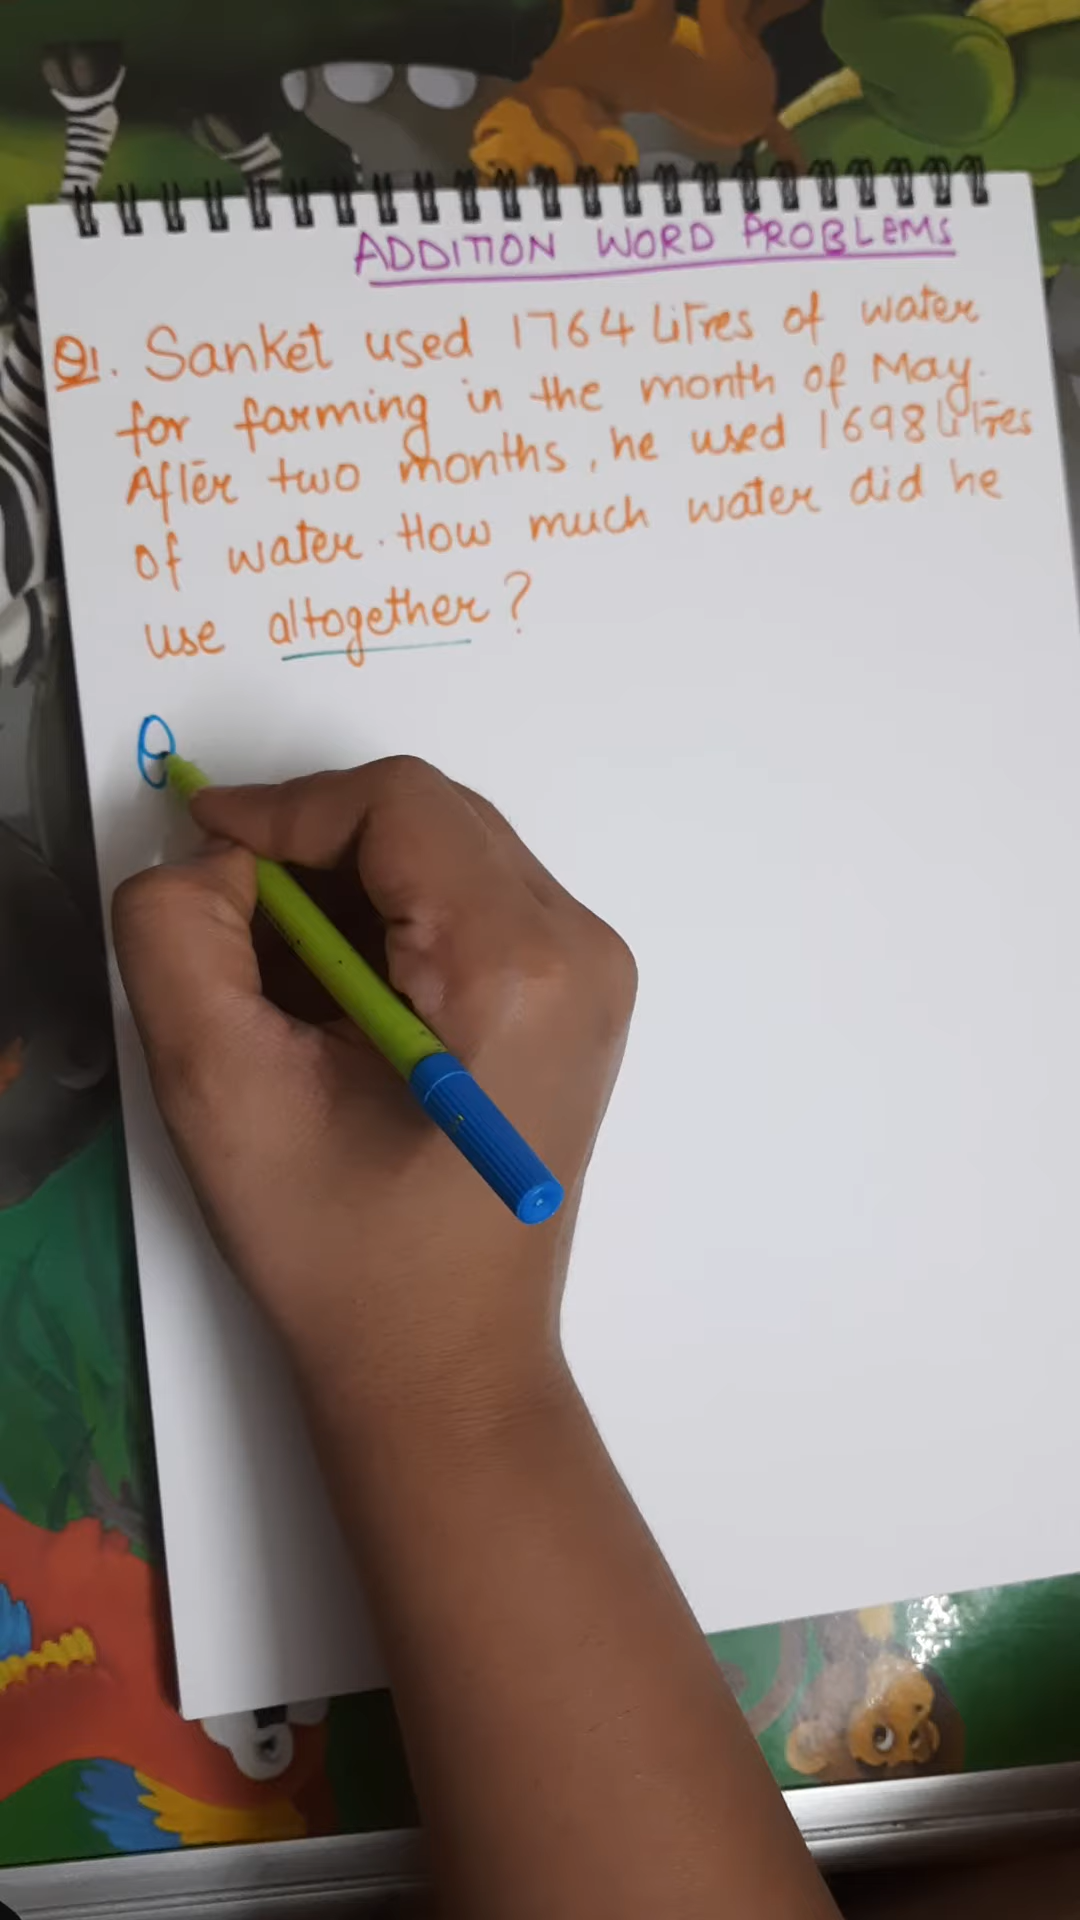 ADDITION WORD PROBLEMS
Q1. Sanket used 1764 Litres of water
for farming in the month of May.
After two months, he used 1698 Litres
of water. How much water did he
use altogether?